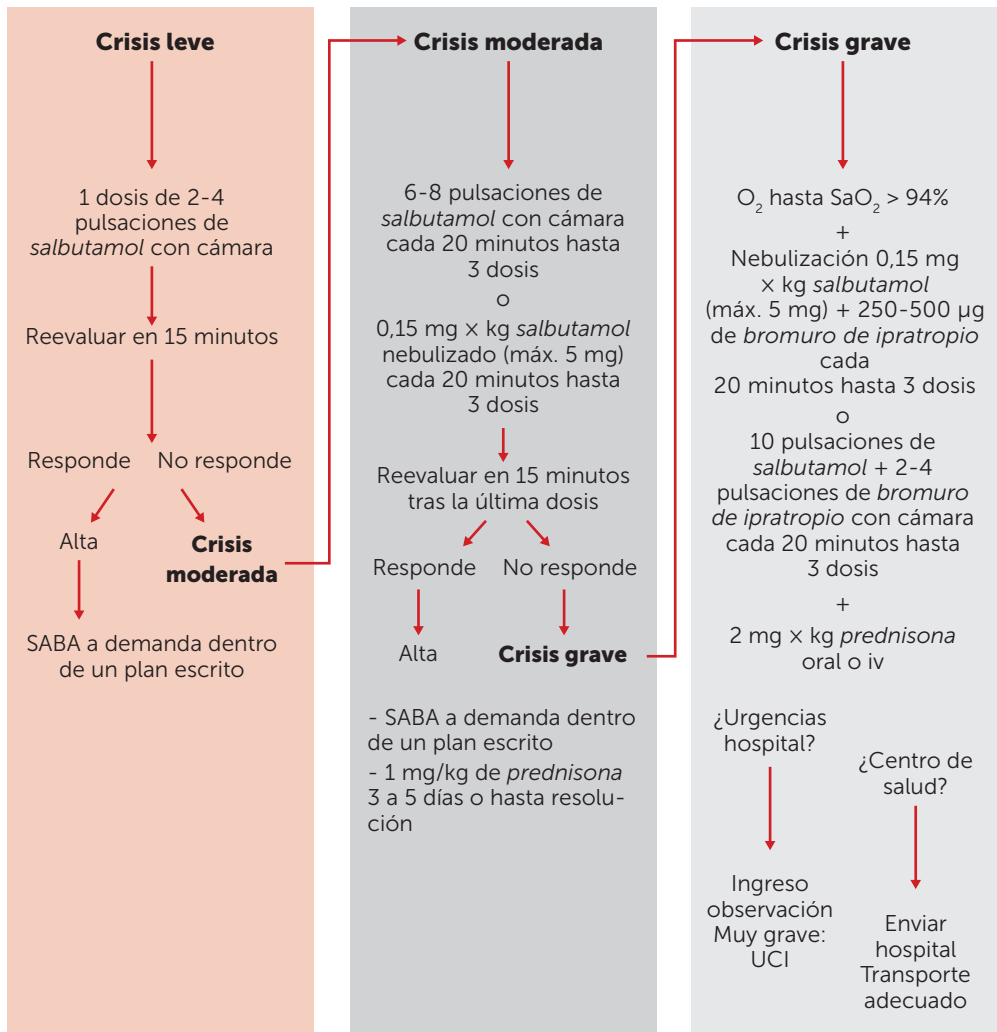 Crisis leve
1 dosis de 2-4
pulsaciones de
salbutamol con cámara
Reevaluar en 15 minutos
Responde
No responde
Alta
Crisis
moderada
SABA a demanda dentro
de un plan escrito
Crisis moderada
6-8 pulsaciones de
salbutamol con cámara
cada 20 minutos hasta
3 dosis
o
0,15 mg × kg salbutamol
nebulizado (máx. 5 mg)
cada 20 minutos hasta
3 dosis
Reevaluar en 15 minutos
tras la última dosis
Responde
No responde
Alta
Crisis grave
- SABA a demanda dentro
de un plan escrito
- 1 mg/kg de prednisona
3 a 5 días o hasta resolu-
ción
Crisis grave
O2 hasta SaO2 > 94%
+
Nebulización 0,15 mg
× kg salbutamol
(máx. 5 mg) + 250-500 µg
de bromuro de ipratropio
cada
20 minutos hasta 3 dosis
o
10 pulsaciones de
salbutamol + 2-4
pulsaciones de bromuro
de ipratropio con cámara
cada 20 minutos hasta
3 dosis
+
2 mg × kg prednisona
oral o iv
¿Urgencias
hospital?
Ingreso
observación
Muy grave:
UCI
¿Centro de
salud?
Enviar
hospital
Transporte
adecuado